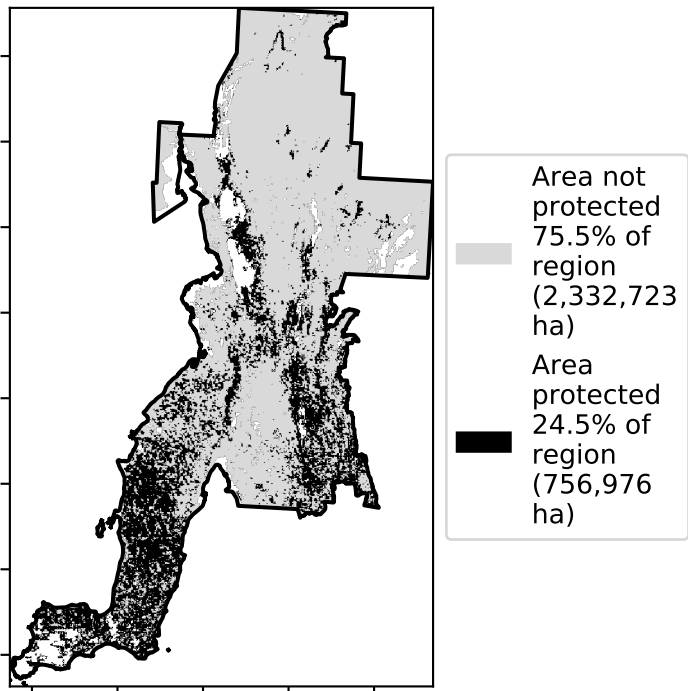 Area not
protected
75.5% of
region
(2,332,723
ha)
Area
protected
24.5% of
region
(756,976
ha)